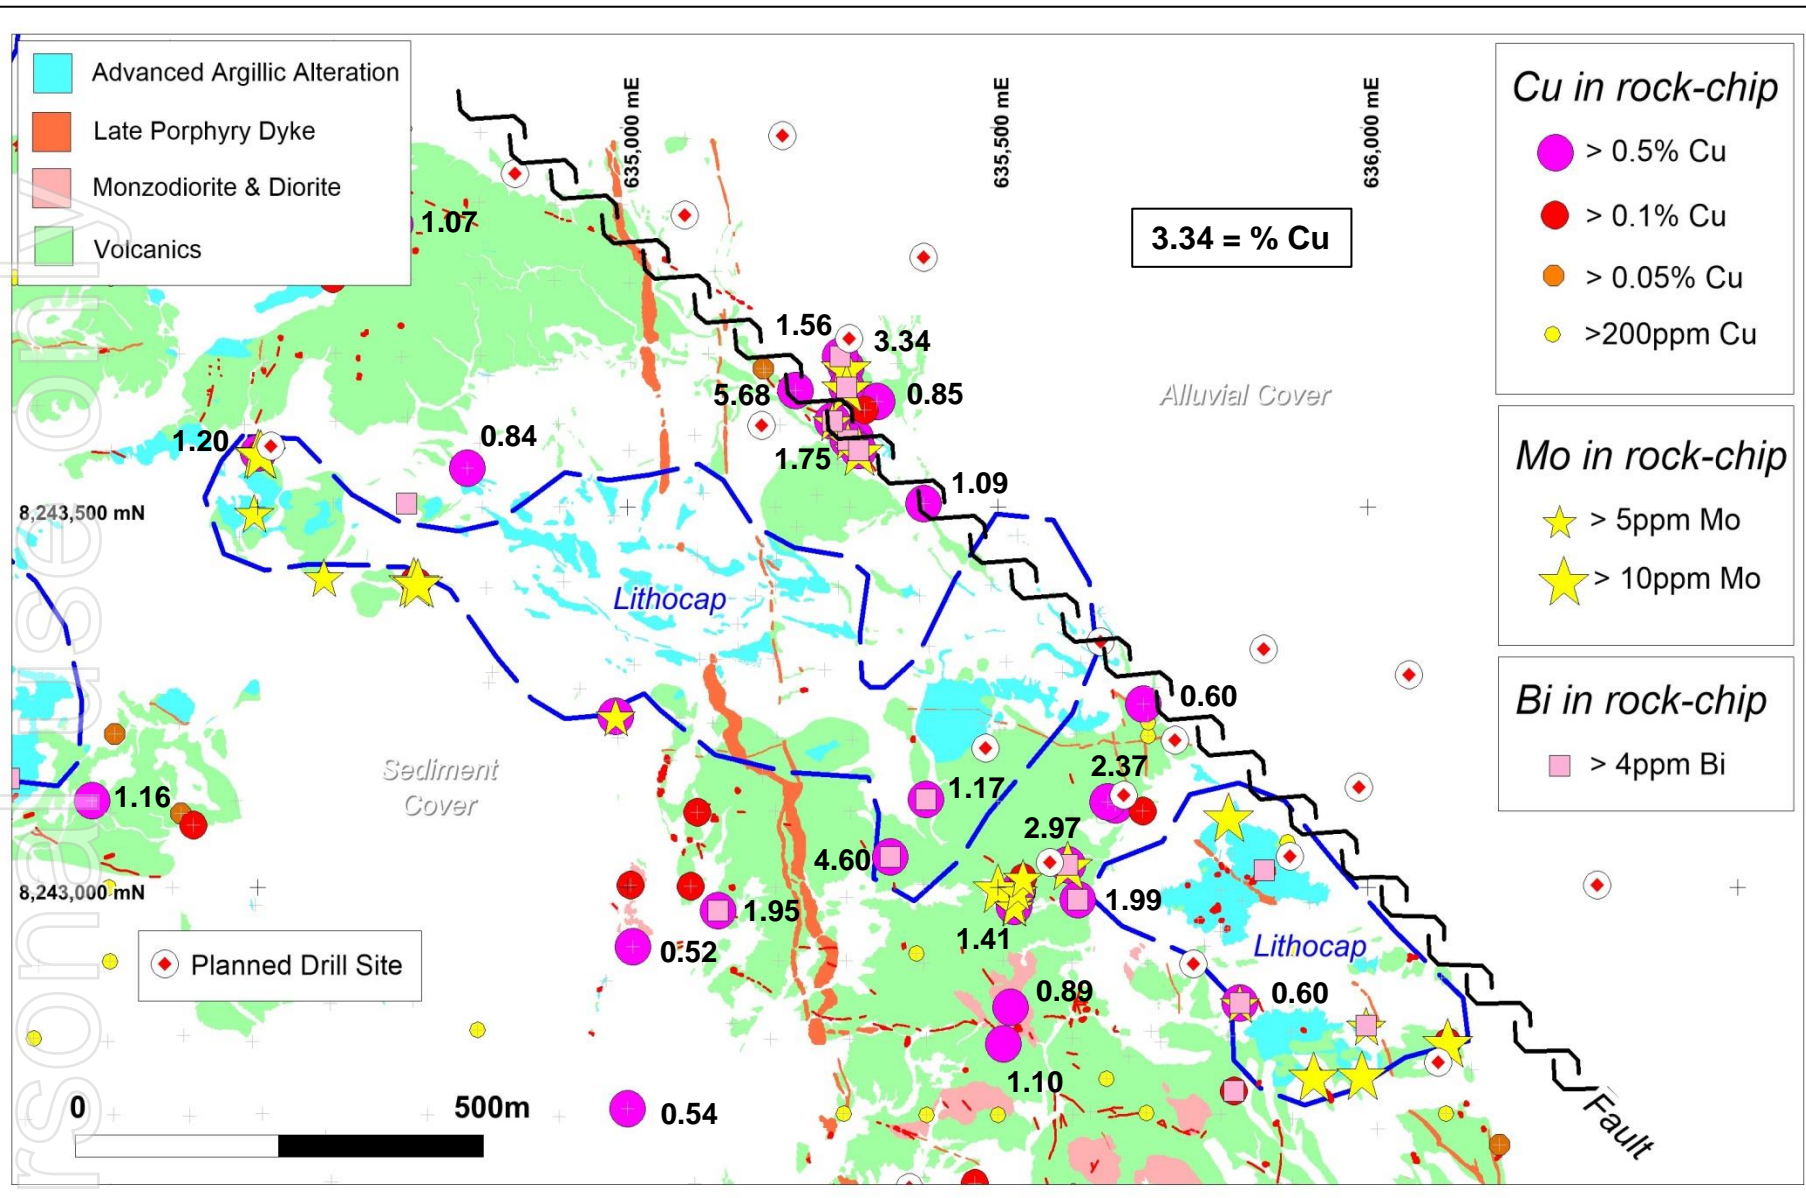 Advanced Argillic Alteration
Late Porphyry Dyke
Monzodiorite & Diorite
Volcanics
635,000 mE
635,500 mE
636,000 mE
3.34 = % Cu
Cu in rock-chip
> 0.5% Cu
> 0.1% Cu
> 0.05% Cu
>200ppm Cu
Mo in rock-chip
> 5ppm Mo
> 10ppm Mo
Bi in rock-chip
> 4ppm Bi
1.07
1.56
3.34
5.68
0.85
Alluvial Cover
1.20
0.84
1.75
1.09
8,243,500 mN
Lithocap
0.60
Sediment
Cover
1.16
1.17
2.37
2.97
4.60
8,243,000 mN
1.95
1.99
1.41
0.52
Lithocap
Planned Drill Site
0.89
0.60
1.10
0.54
0
500m
Fault
rsonal use only